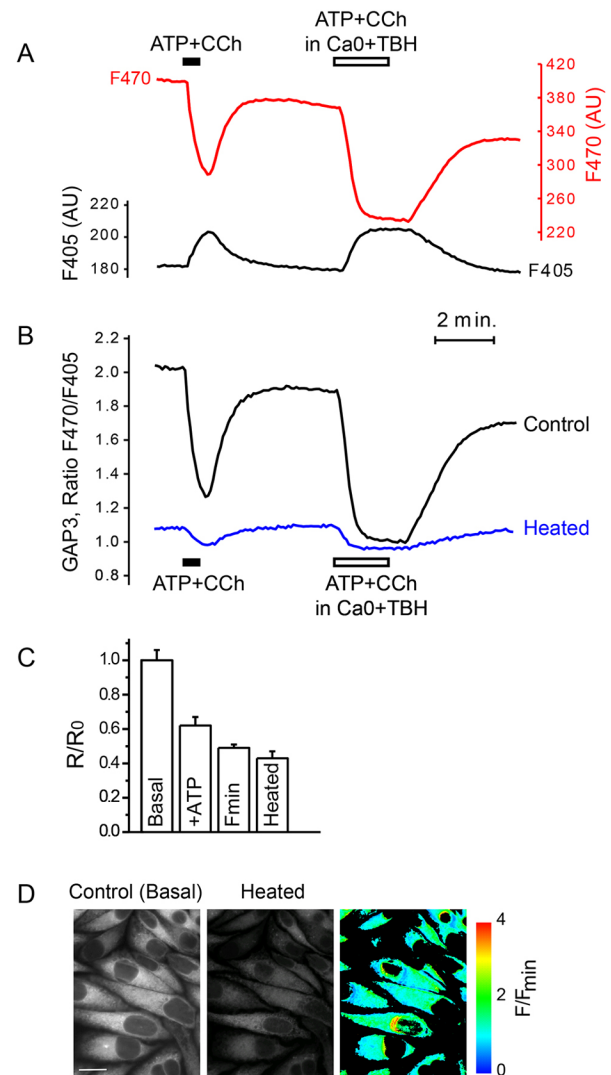 A
ATP+CCh
ATP+CCh
in Ca0+TBH
F470
420
380
340
300
260
220
F470 (AU)
220
200
180
F405 (AU)
F405
B
2 min.
2.2
2.0
1.8
1.6
1.4
1.2
1.0
0.8
GAP3, Ratio F470/F405
Control
Heated
ATP+CCh
ATP+CCh
in Ca0+TBH
C
1.0
0.8
0.6
0.4
0.2
0.0
R/R0
Basal
+ATP
Fmin
Heated
D
Control (Basal)
Heated
4
2
0
F/Fmin